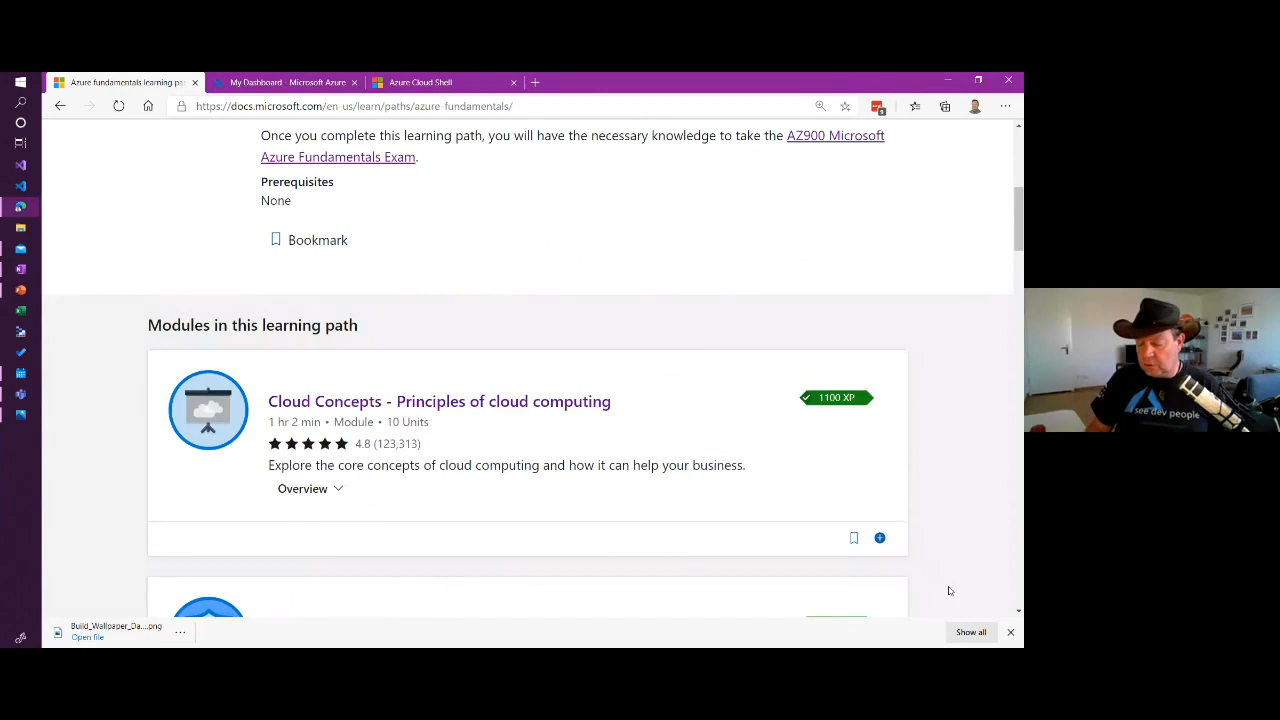 Azure fundamentals learning pa
My Dashboard - Microsoft Azure
Azure Cloud Shell
https://docs.microsoft.com/en-us/learn/paths/azure-fundamentals/
Once you complete this learning path, you will have the necessary knowledge to take the AZ900 Microsoft
Azure Fundamentals Exam.
Prerequisites
None
Bookmark
Modules in this learning path
Cloud Concepts - Principles of cloud computing
1100 XP
1 hr 2 min • Module • 10 Units
4.8 (123,313)
Explore the core concepts of cloud computing and how it can help your business.
Overview
Build_Wallpaper_Da....png
Open file
Show all
see dev people